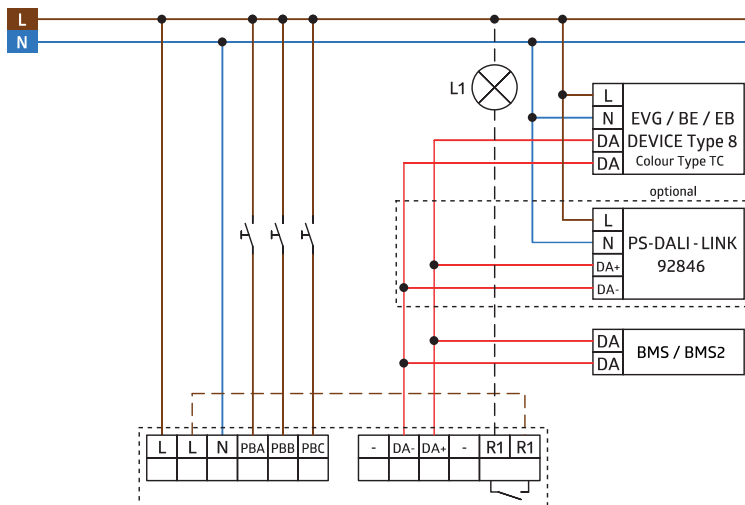 L
N
L1
L
N
DA
DA
EVG / BE / EB
DEVICE Type 8
Colour Type TC
optional
L
N
DA+
DA-
PS-DALI-LINK
92846
DA
DA
BMS / BMS2
L L N PBA PBB PBC - DA- DA+ - R1 R1